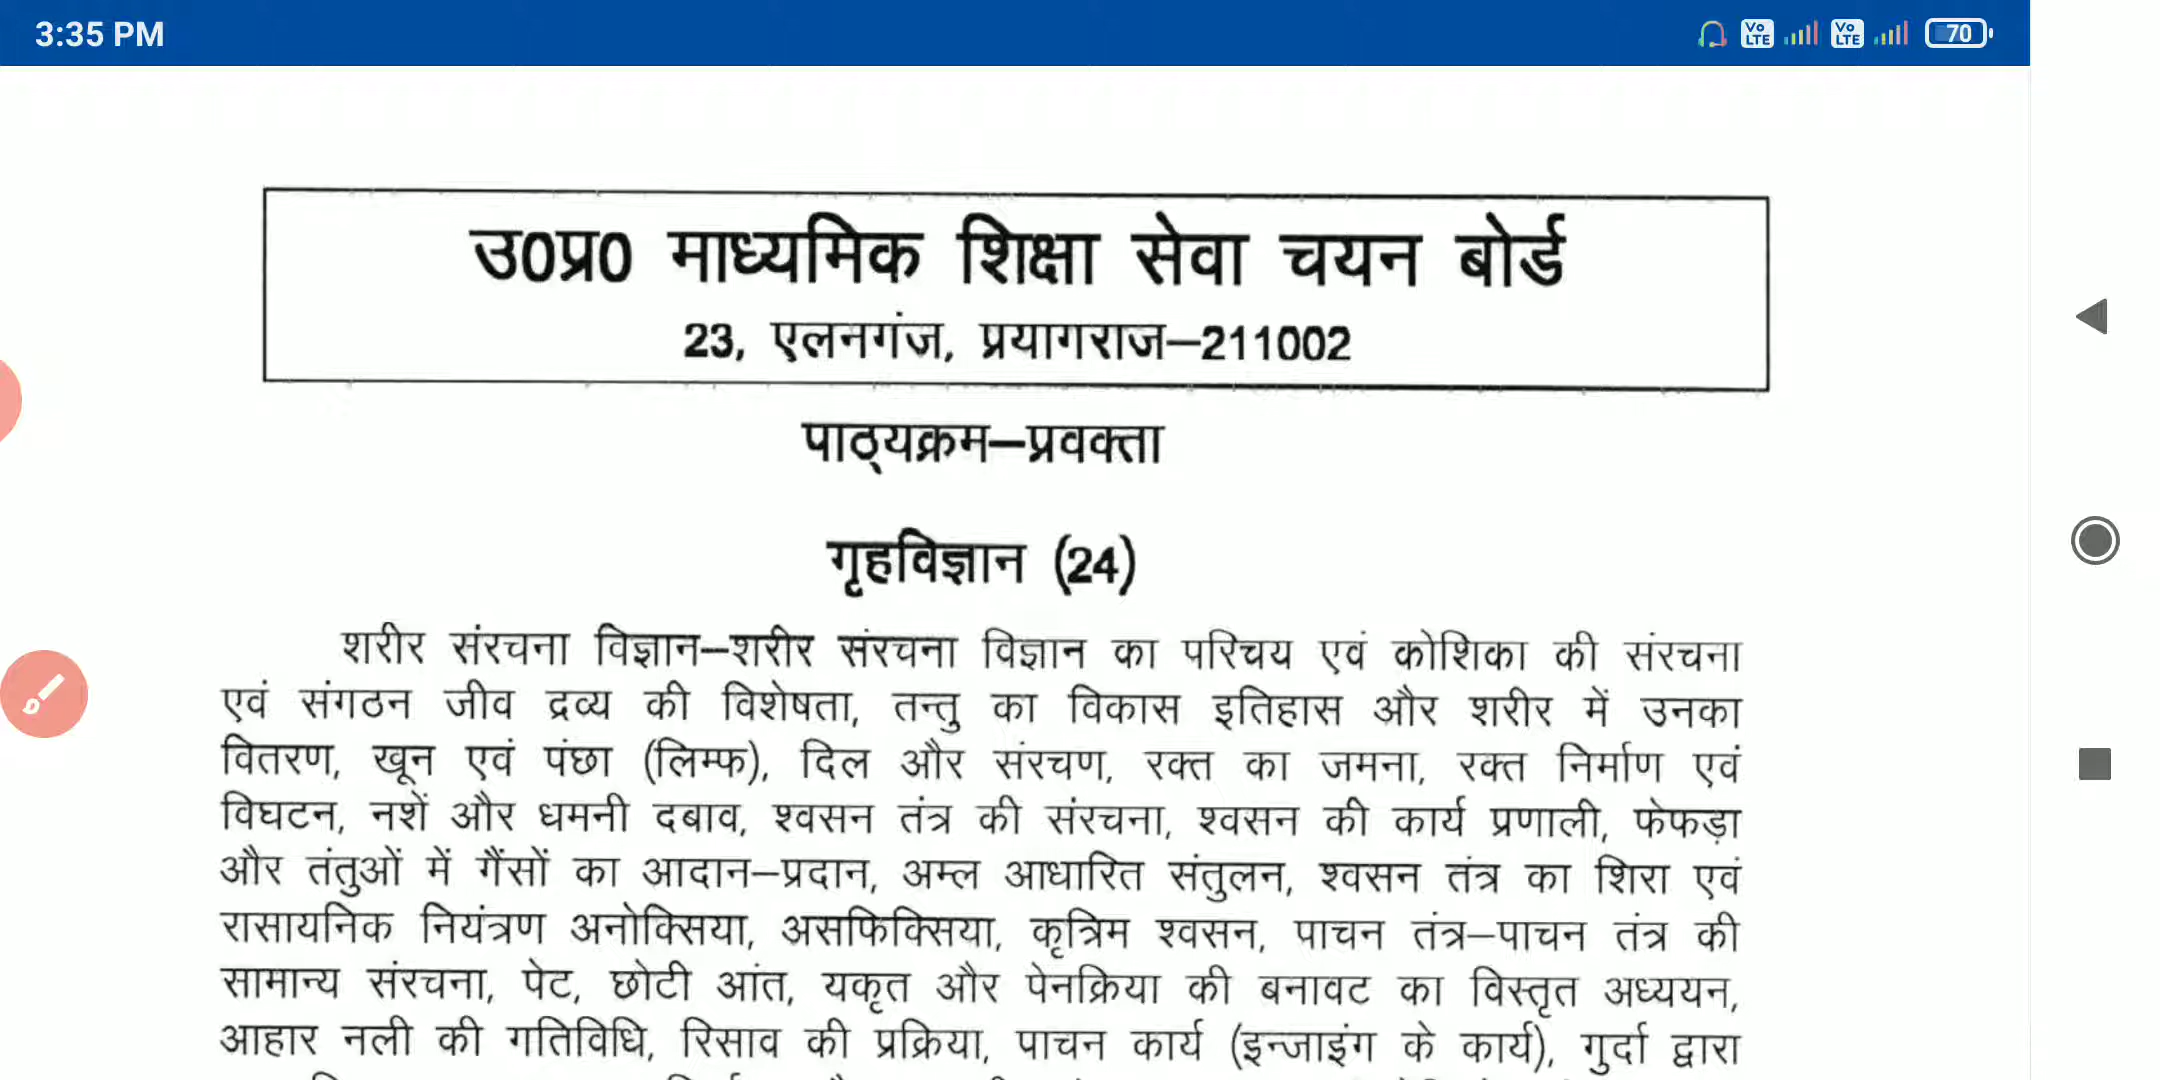 3:35 PM
Vo LTE Vo LTE 70
उ0प्र0 माध्यमिक शिक्षा सेवा चयन बोर्ड
23, एलनगंज, प्रयागराज–211002
पाठ्यक्रम–प्रवक्ता
गृहविज्ञान (24)
शरीर संरचना विज्ञान–शरीर संरचना विज्ञान का परिचय एवं कोशिका की संरचना
एवं संगठन जीव द्रव्य की विशेषता, तन्तु का विकास इतिहास और शरीर में उनका
वितरण, खून एवं पंछा (लिम्फ), दिल और संरचण, रक्त का जमना, रक्त निर्माण एवं
विघटन, नशें और धमनी दबाव, श्वसन तंत्र की संरचना, श्वसन की कार्य प्रणाली, फेफड़ा
और तंतुओं में गैंसों का आदान–प्रदान, अम्ल आधारित संतुलन, श्वसन तंत्र का शिरा एवं
रासायनिक नियंत्रण अनोक्सिया, असफिक्सिया, कृत्रिम श्वसन, पाचन तंत्र–पाचन तंत्र की
सामान्य संरचना, पेट, छोटी आंत, यकृत और पेनक्रिया की बनावट का विस्तृत अध्ययन,
आहार नली की गतिविधि, रिसाव की प्रक्रिया, पाचन कार्य (इन्जाइंग के कार्य), गुर्दा द्वारा